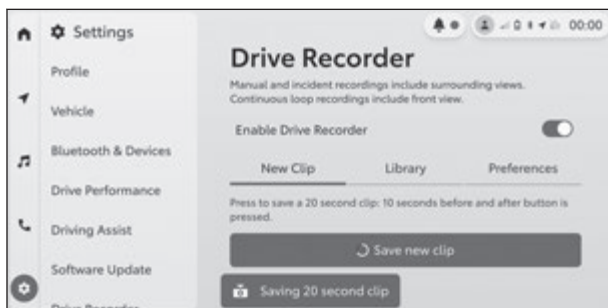 00:00
Settings
Drive Recorder
Manual and incident recordings include surrounding views.
Continuous loop recordings include front view.
Profile
Vehicle
Bluetooth & Devices
Drive Performance
Driving Assist
Software Update
Drive Recorder
Enable Drive Recorder
New Clip
Library
Preferences
Press to save a 20 second clip: 10 seconds before and after button is
pressed.
Save new clip
Saving 20 second clip